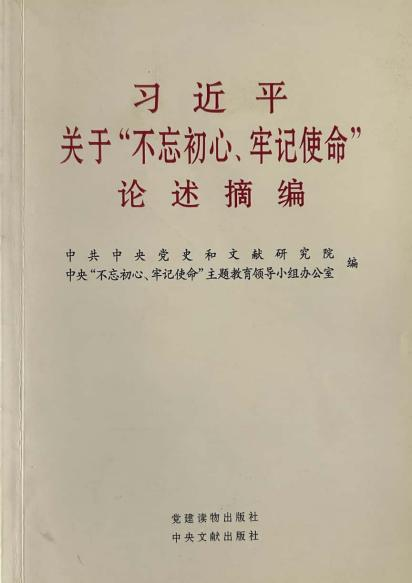 习近平
关于“不忘初心、牢记使命”
论述摘编
中共中央党史和文献研究院
中央“不忘初心、牢记使命”主题教育领导小组办公室 编
党建读物出版社
中央文献出版社